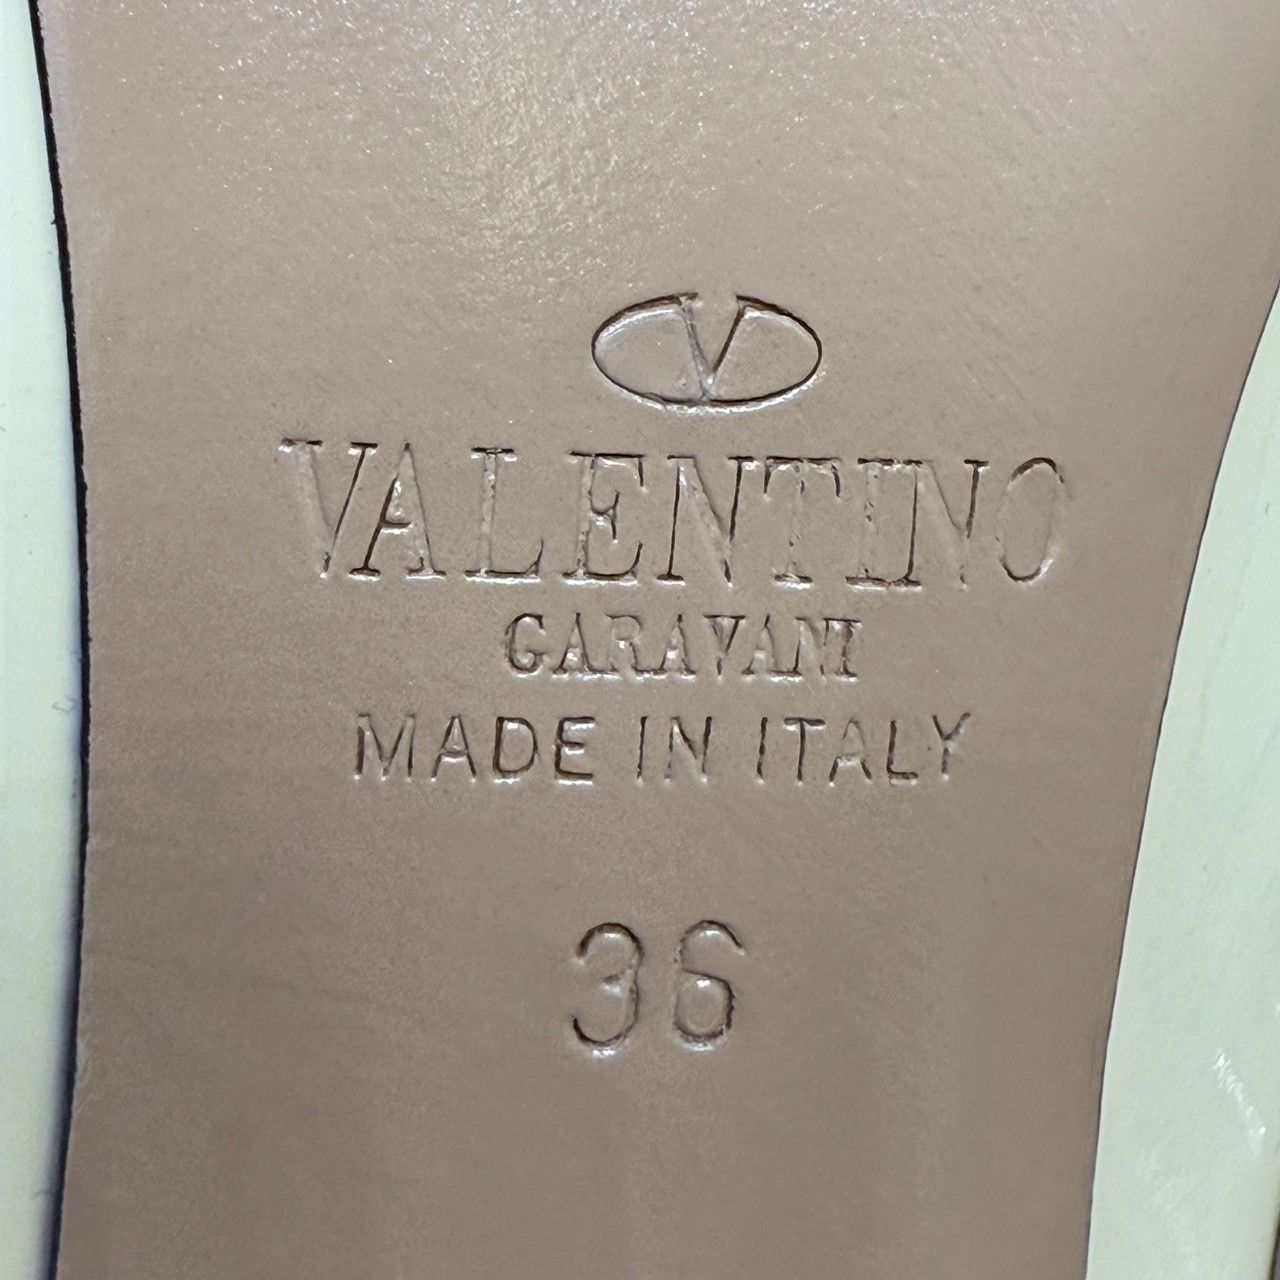 V
VALENTINO
GARAVANI
MADE IN ITALY
36